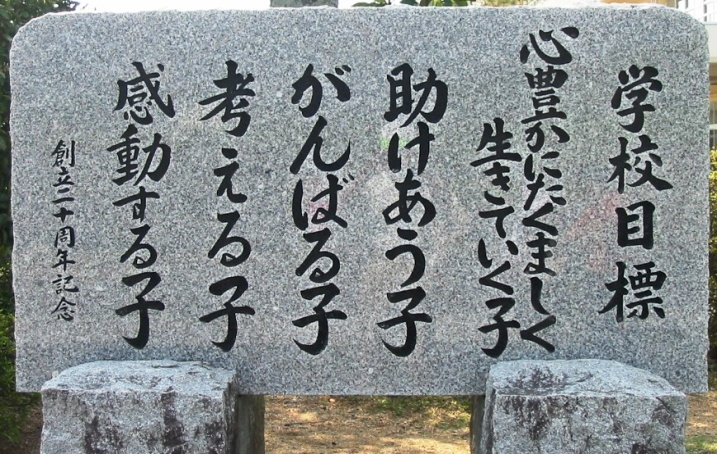 学校目標
心豊かにたくましく
生きていく子
助けあう子
がんばる子
考える子
感動する子
創立二十周年記念